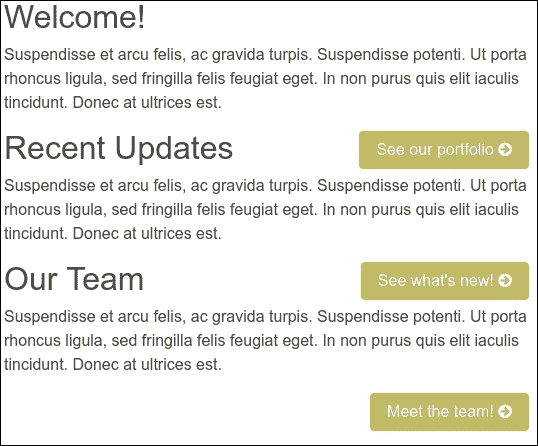 Welcome!
Suspendisse et arcu felis, ac gravida turpis. Suspendisse potenti. Ut porta
rhoncus ligula, sed fringilla felis feugiat eget. In non purus quis elit iaculis
tincidunt. Donec at ultrices est.
Recent Updates
See our portfolio
Suspendisse et arcu felis, ac gravida turpis. Suspendisse potenti. Ut porta
rhoncus ligula, sed fringilla felis feugiat eget. In non purus quis elit iaculis
tincidunt. Donec at ultrices est.
Our Team
See what's new!
Suspendisse et arcu felis, ac gravida turpis. Suspendisse potenti. Ut porta
rhoncus ligula, sed fringilla felis feugiat eget. In non purus quis elit iaculis
tincidunt. Donec at ultrices est.
Meet the team!